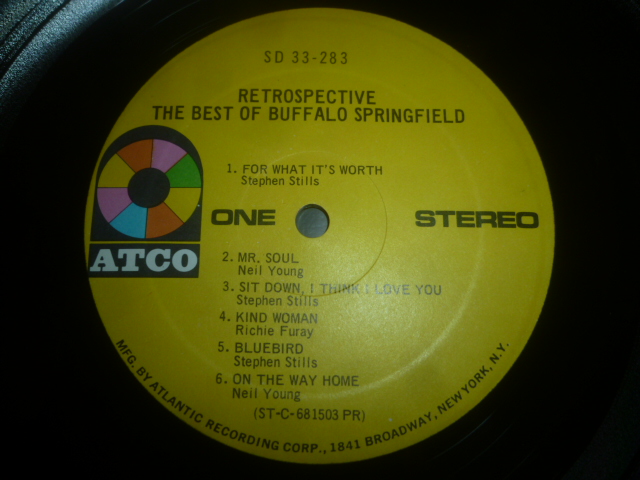 SD 33-283
RETROSPECTIVE
THE BEST OF BUFFALO SPRINGFIELD
1. FOR WHAT IT'S WORTH
Stephen Stills
ATCO
ONE
STEREO
2. MR. SOUL
Neil Young
3. SIT DOWN, I THINK I LOVE YOU
Stephen Stills
4. KIND WOMAN
Richie Furay
5. BLUEBIRD
Stephen Stills
6. ON THE WAY HOME
Neil Young
(ST-C-681503 PR)
MFG. BY ATLANTIC RECORDING CORP., 1841 BROADWAY, NEW YORK, N.Y.